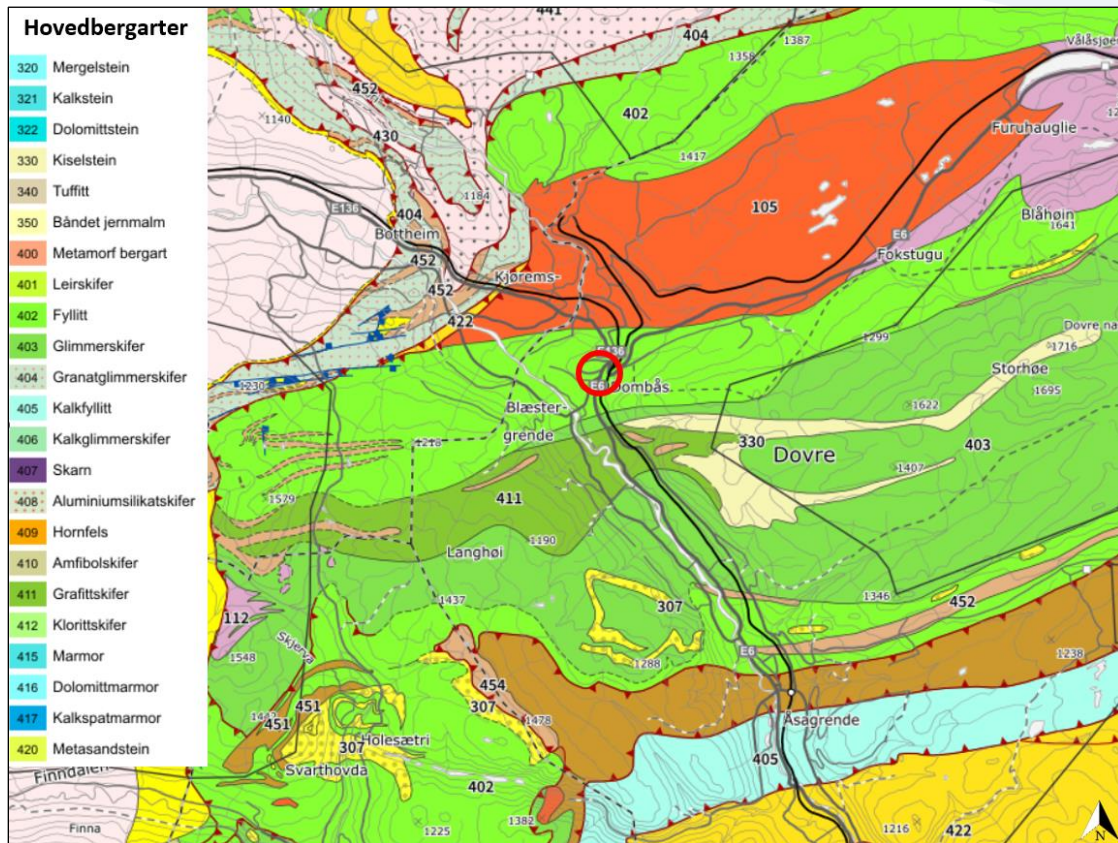 Hovedbergarter
320 Mergelstein
321 Kalkstein
322 Dolomittstein
330 Kiselstein
340 Tuffitt
350 Båndet jernmalm
400 Metamorf bergart
401 Leirskifer
402 Fyllitt
403 Glimmerskifer
404 Granatglimmerskifer
405 Kalkfyllitt
406 Kalkglimmerskifer
407 Skarn
408 Aluminiumsilikatskifer
409 Hornfels
410 Amfibolskifer
411 Grafittskifer
412 Klorittskifer
415 Marmor
416 Dolomittmarmor
417 Kalkspatmarmor
420 Metasandstein
441
404
1387
1358
Vålåsjøen
452
402
1140
430
Furuhauglie
1417
1184
E136
404
105
Bottheim
E6
Blåhøin
1641
452
Fokstugu
Kjørems-
452
422
E136
1299
Dovre na
1716
1230
E6
Dombås
Storhøe
1695
Blæster-
grende
1622
1218
330
403
Dovre
1407
1579
411
1190
Langhøi
1437
307
1346
452
112
Skjerva
1548
E6
1288
1238
454
307
451
451
1478
Åsagrende
307
Holesætri
405
Svarthovda
Finndalen
402
Finna
1225
1382
1216
422
N